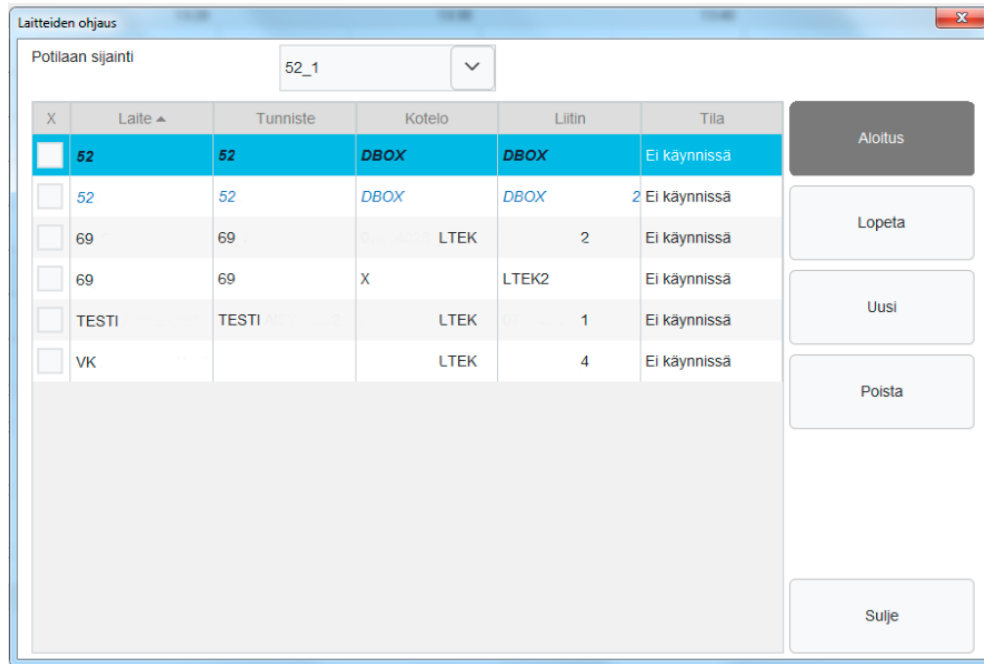 Laitteiden ohjaus
Potilaan sijainti 52_1
X Laite Tunniste Kotelo Liitin Tila
52 52 DBOX DBOX Ei käynnissä
52 52 DBOX DBOX 2 Ei käynnissä
69 69 LTEK 2 Ei käynnissä
69 69 X LTEK2 Ei käynnissä
TESTI TESTI LTEK 1 Ei käynnissä
VK LTEK 4 Ei käynnissä
Aloitus
Lopeta
Uusi
Poista
Sulje